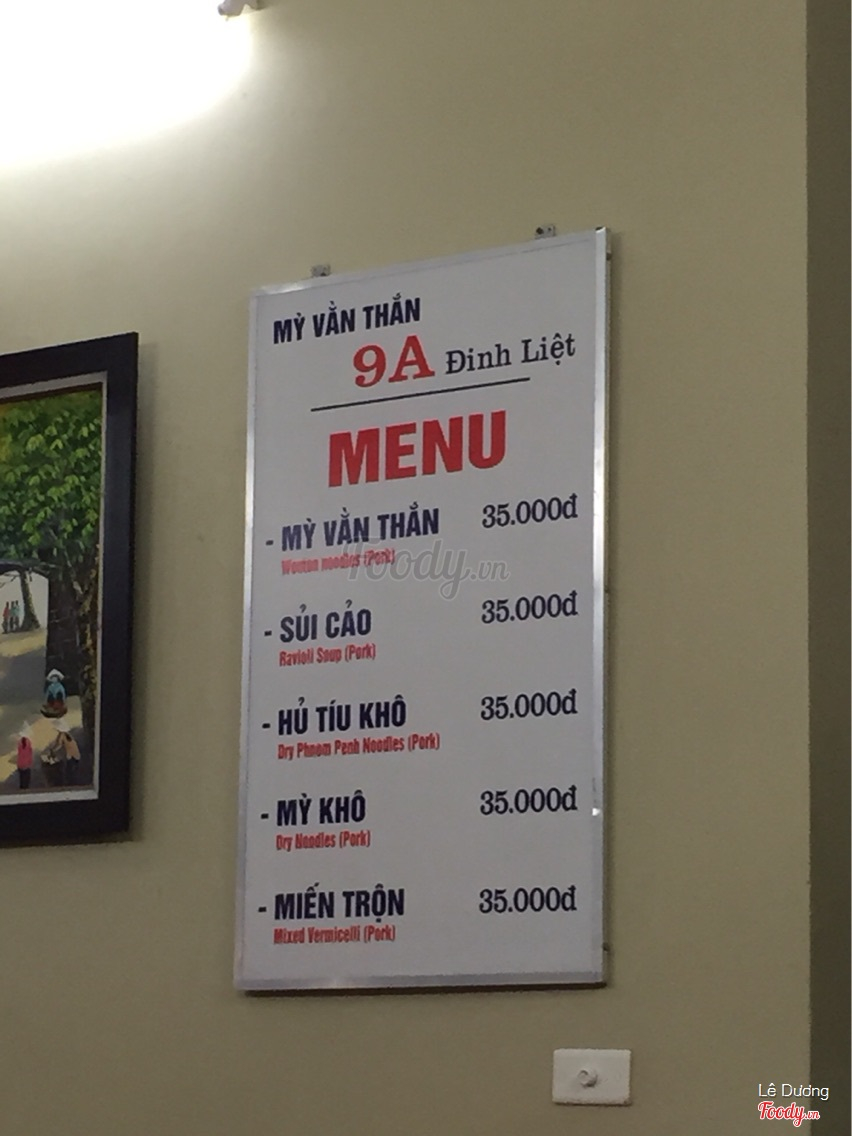 MỲ VẰN THẮN
9A Đinh Liệt
MENU
- MỲ VẰN THẮN 35.000đ
Wonton noodles (Pork)
Foody.vn
- SỦI CẢO 35.000đ
Ravioli Soup (Pork)
- HỦ TÍU KHÔ 35.000đ
Dry Phnom Penh Noodles (Pork)
- MỲ KHÔ 35.000đ
Dry Noodles (Pork)
- MIẾN TRỘN 35.000đ
Mixed Vermicelli (Pork)
Lê Dương
Foody.vn